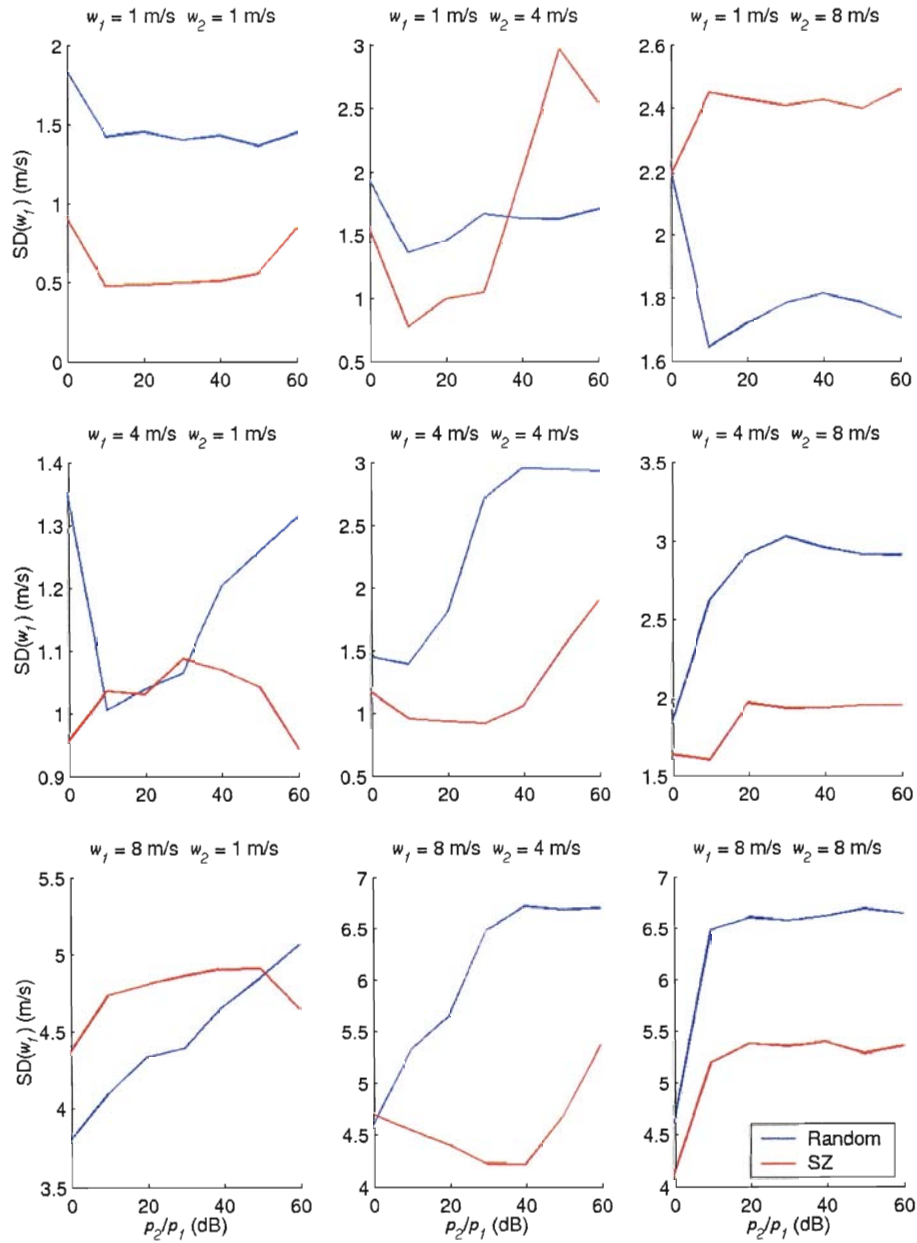 w1 = 1 m/s w2 = 1 m/s
w1 = 1 m/s w2 = 4 m/s
w1 = 1 m/s w2 = 8 m/s
2
1.5
1
0.5
0
SD(w1) (m/s)
0 20 40 60
3
2.5
2
1.5
1
0.5
0 20 40 60
2.6
2.4
2.2
2
1.8
1.6
0 20 40 60
w1 = 4 m/s w2 = 1 m/s
w1 = 4 m/s w2 = 4 m/s
w1 = 4 m/s w2 = 8 m/s
1.4
1.3
1.2
1.1
1
0.9
SD(w1) (m/s)
0 20 40 60
3
2.5
2
1.5
1
0.5
0 20 40 60
3.5
3
2.5
2
1.5
0 20 40 60
w1 = 8 m/s w2 = 1 m/s
w1 = 8 m/s w2 = 4 m/s
w1 = 8 m/s w2 = 8 m/s
5.5
5
4.5
4
3.5
SD(w1) (m/s)
0 20 40 60
p2/p1 (dB)
7
6.5
6
5.5
5
4.5
4
0 20 40 60
p2/p1 (dB)
7
6.5
6
5.5
5
4.5
4
0 20 40 60
p2/p1 (dB)
Random
SZ